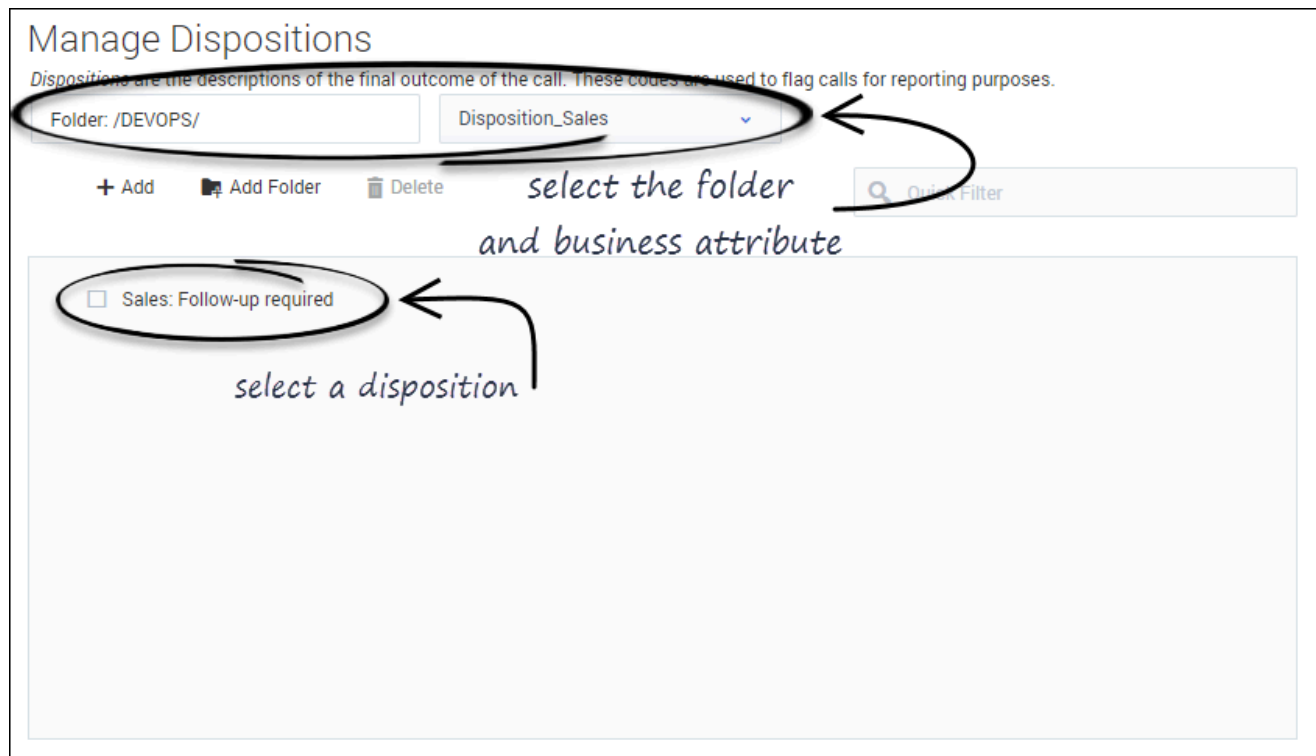 Manage Dispositions
Dispositions are the descriptions of the final outcome of the call. These codes are used to flag calls for reporting purposes.
Folder: /DEVOPS/
Disposition_Sales
+ Add
Add Folder
Delete
select the folder
and business attribute
Quick Filter
Sales: Follow-up required
select a disposition